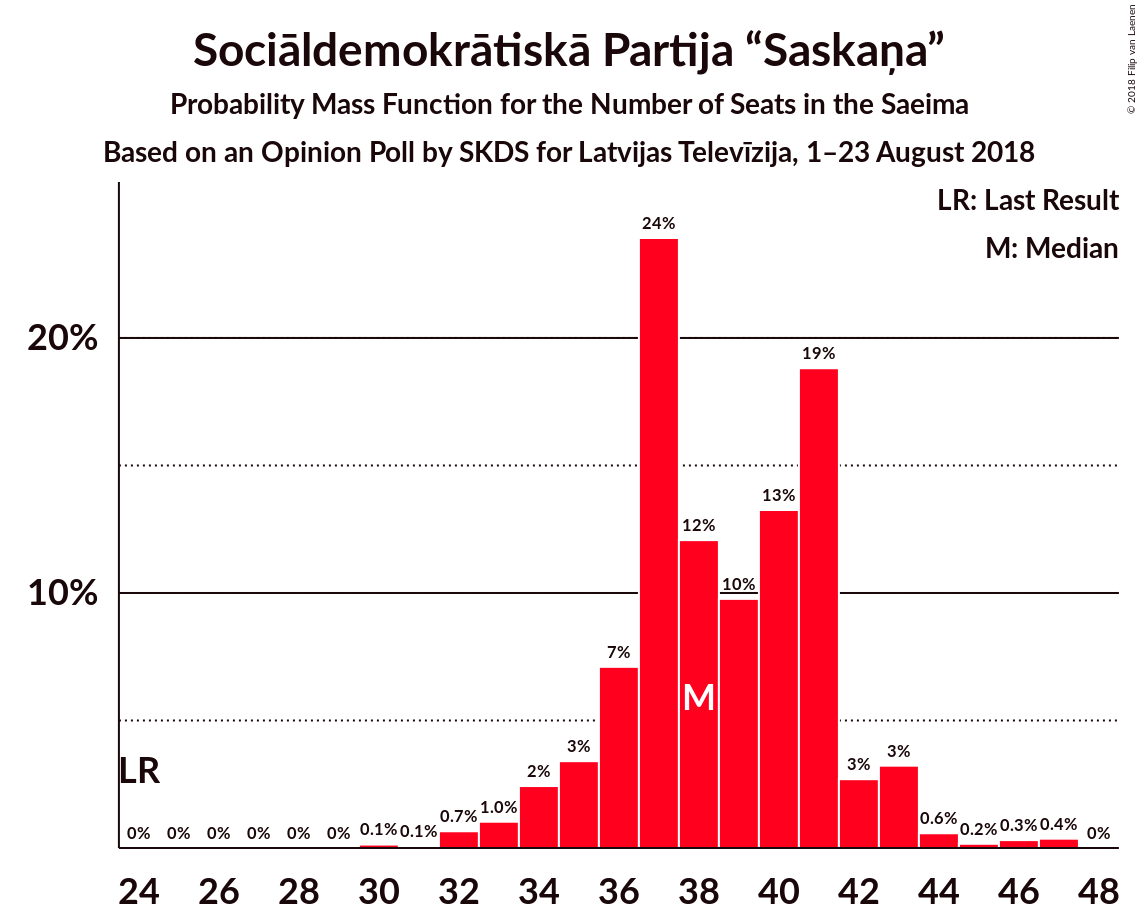 Sociāldemokrātiskā Partija “Saskaņa”
Probability Mass Function for the Number of Seats in the Saeima
Based on an Opinion Poll by SKDS for Latvijas Televīzija, 1–23 August 2018
© 2018 Filip van Laenen
LR: Last Result
M: Median
24%
20%
19%
13%
12%
10%
10%
7%
M
3%
3%
3%
2%
LR
1.0%
0.7%
0.6%
0% 0% 0% 0% 0% 0% 0.1% 0.1% 0.2% 0.3% 0.4% 0%
24 26 28 30 32 34 36 38 40 42 44 46 48